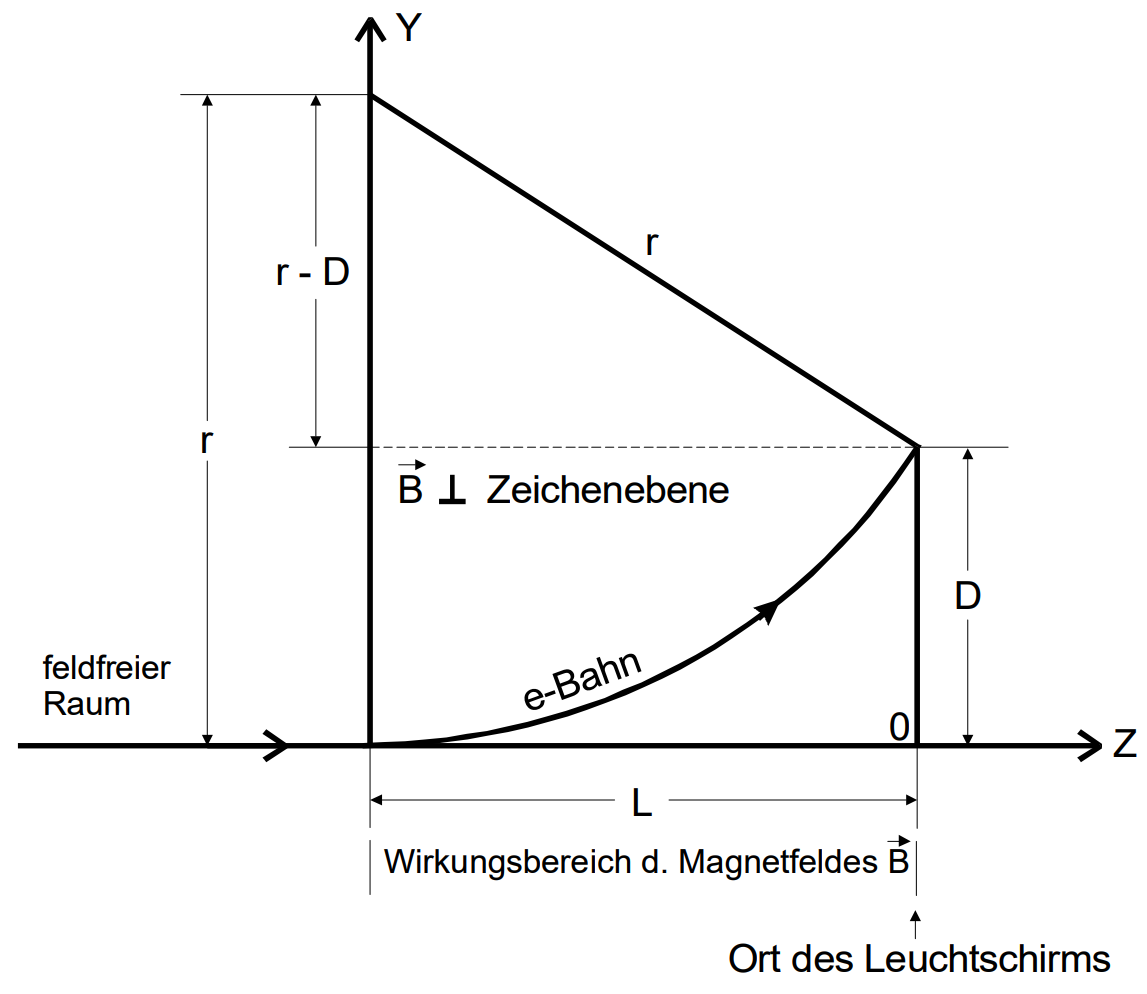 Y
r
r - D
r
B ⊥ Zeichenebene
D
e-Bahn
feldfreier
Raum
0
Z
L
Wirkungsbereich d. Magnetfeldes B
Ort des Leuchtschirms